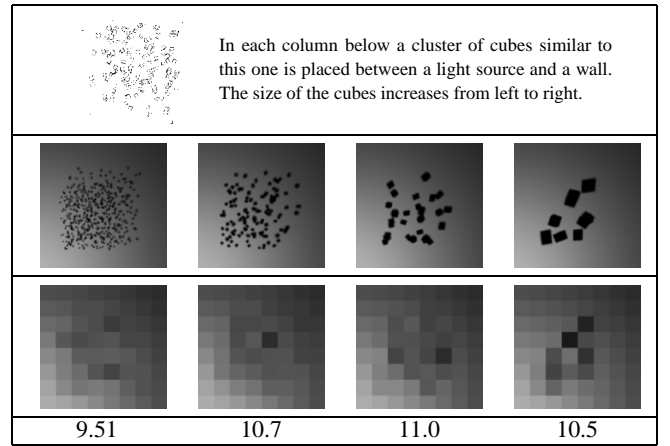 In each column below a cluster of cubes similar to
this one is placed between a light source and a wall.
The size of the cubes increases from left to right.
9.51 10.7 11.0 10.5